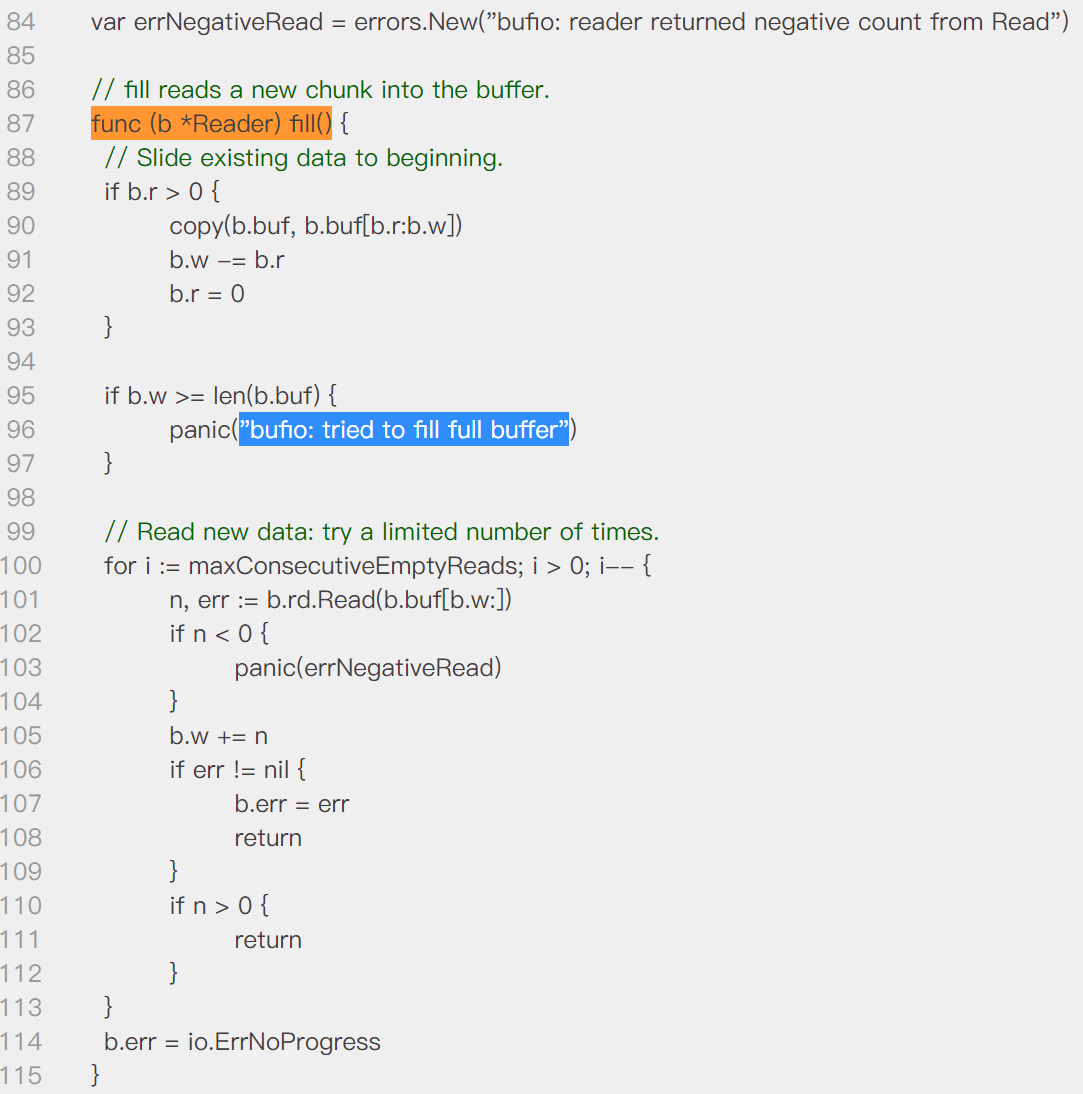 84 var errNegativeRead = errors.New("bufio: reader returned negative count from Read")
85
86 // fill reads a new chunk into the buffer.
87 func (b *Reader) fill() {
88 // Slide existing data to beginning.
89 if b.r > 0 {
90 copy(b.buf, b.buf[b.r:b.w])
91 b.w -= b.r
92 b.r = 0
93 }
94
95 if b.w >= len(b.buf) {
96 panic("bufio: tried to fill full buffer")
97 }
98
99 // Read new data: try a limited number of times.
100 for i := maxConsecutiveEmptyReads; i > 0; i-- {
101 n, err := b.rd.Read(b.buf[b.w:])
102 if n < 0 {
103 panic(errNegativeRead)
104 }
105 b.w += n
106 if err != nil {
107 b.err = err
108 return
109 }
110 if n > 0 {
111 return
112 }
113 }
114 b.err = io.ErrNoProgress
115 }